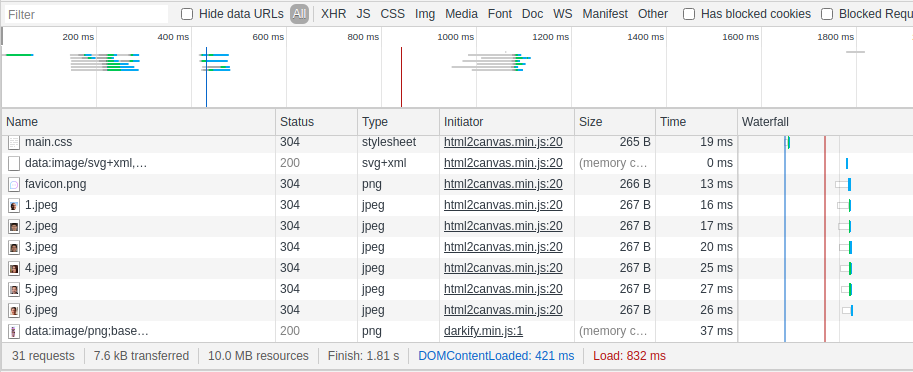 Filter Hide data URLs All XHR JS CSS Img Media Font Doc WS Manifest Other Has blocked cookies Blocked Requ
200 ms 400 ms 600 ms 800 ms 1000 ms 1200 ms 1400 ms 1600 ms 1800 ms
Name Status Type Initiator Size Time Waterfall
main.css 304 stylesheet html2canvas.min.js:20 265 B 19 ms
data:image/svg+xml,... 200 svg+xml html2canvas.min.js:20 (memory c... 0 ms
favicon.png 304 png html2canvas.min.js:20 266 B 13 ms
1.jpeg 304 jpeg html2canvas.min.js:20 267 B 16 ms
2.jpeg 304 jpeg html2canvas.min.js:20 267 B 17 ms
3.jpeg 304 jpeg html2canvas.min.js:20 267 B 20 ms
4.jpeg 304 jpeg html2canvas.min.js:20 267 B 25 ms
5.jpeg 304 jpeg html2canvas.min.js:20 267 B 27 ms
6.jpeg 304 jpeg html2canvas.min.js:20 267 B 26 ms
data:image/png;base... 200 png darkify.min.js:1 (memory c... 37 ms
31 requests 7.6 kB transferred 10.0 MB resources Finish: 1.81 s DOMContentLoaded: 421 ms Load: 832 ms